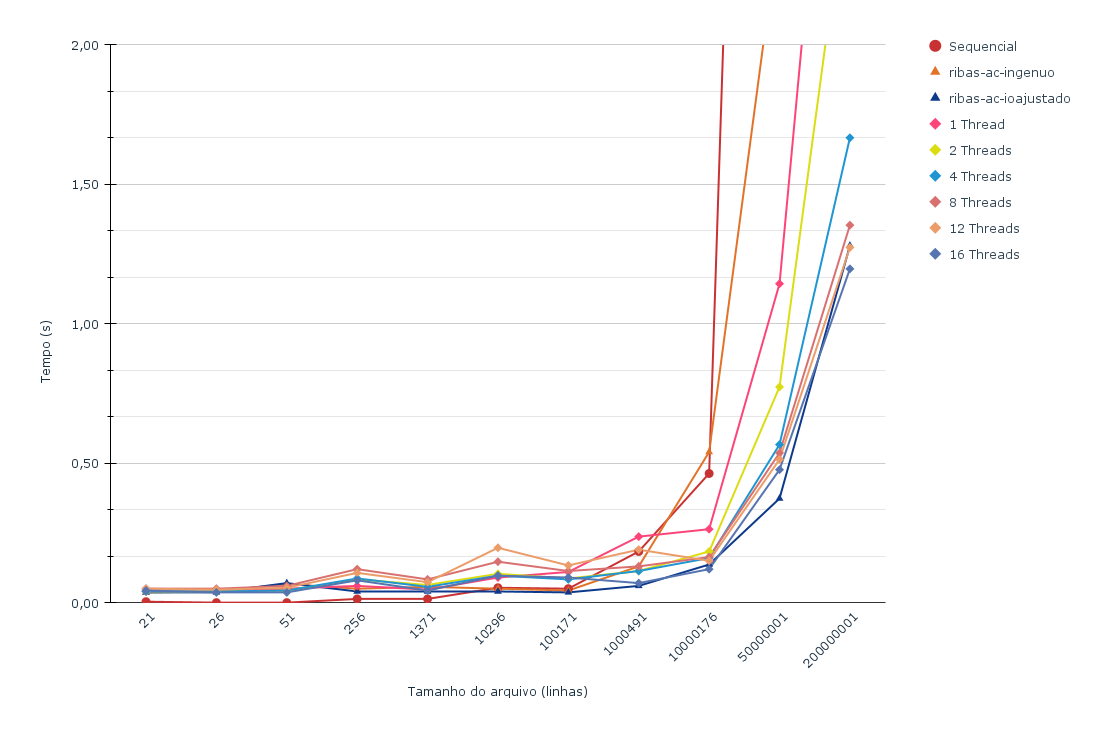 2,00
1,50
1,00
0,50
0,00
Tempo (s)
21
26
51
256
1371
10296
100171
1000491
10000176
50000001
200000001
Tamanho do arquivo (linhas)
Sequencial
ribas-ac-ingenuo
ribas-ac-ioajustado
1 Thread
2 Threads
4 Threads
8 Threads
12 Threads
16 Threads